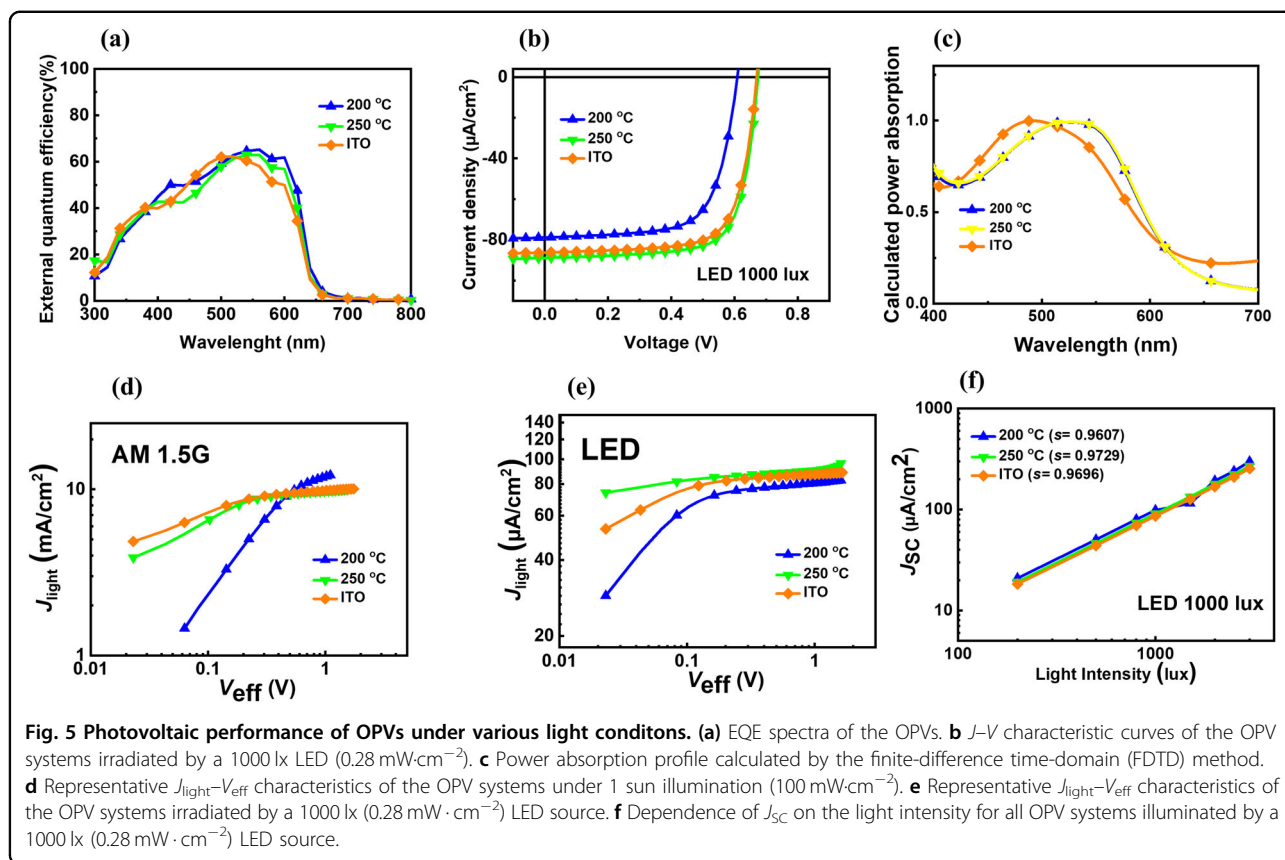 (a)
External quantum efficiency(%)
100
80
60
40
20
0
200 °C
250 °C
ITO
300 400 500 600 700 800
Wavelenght (nm)
(b)
Current density (µA/cm²)
0
-40
-80
200 °C
250 °C
ITO
LED 1000 lux
0.0 0.2 0.4 0.6 0.8
Voltage (V)
(c)
Calculated power absorption
1.0
0.5
0.0
200 °C
250 °C
ITO
400 500 600 700
Wavelength (nm)
(d)
Jlight (mA/cm²)
AM 1.5G
10
1
200 °C
250 °C
ITO
0.01 0.1 1
Veff (V)
(e)
Jlight (µA/cm²)
LED
140
120
100
80
60
40
20
200 °C
250 °C
ITO
0.01 0.1 1
Veff (V)
(f)
JSC (µA/cm²)
1000
100
10
200 °C (s= 0.9607)
250 °C (s= 0.9729)
ITO (s= 0.9696)
LED 1000 lux
100 1000
Light Intensity (lux)
Fig. 5 Photovoltaic performance of OPVs under various light conditons. (a) EQE spectra of the OPVs. b J–V characteristic curves of the OPV
systems irradiated by a 1000 lx LED (0.28 mW·cm⁻²). c Power absorption profile calculated by the finite-difference time-domain (FDTD) method.
d Representative Jlight–Veff characteristics of the OPV systems under 1 sun illumination (100 mW·cm⁻²). e Representative Jlight–Veff characteristics of
the OPV systems irradiated by a 1000 lx (0.28 mW · cm⁻²) LED source. f Dependence of JSC on the light intensity for all OPV systems illuminated by a
1000 lx (0.28 mW · cm⁻²) LED source.